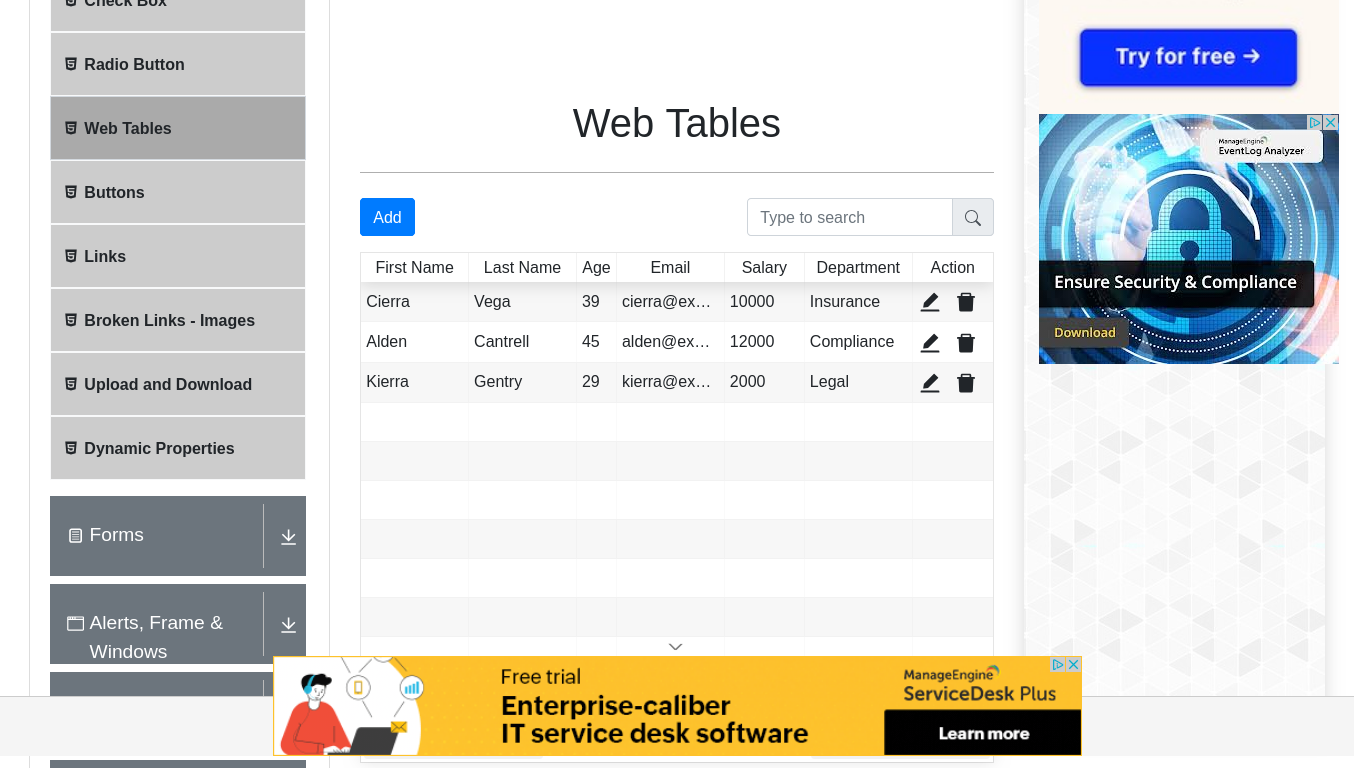 Check Box
Radio Button
Web Tables
Buttons
Links
Broken Links - Images
Upload and Download
Dynamic Properties
Forms
Alerts, Frame &
Windows
Web Tables
Add
Type to search
First Name Last Name Age Email Salary Department Action
Cierra Vega 39 cierra@ex… 10000 Insurance
Alden Cantrell 45 alden@ex… 12000 Compliance
Kierra Gentry 29 kierra@ex… 2000 Legal
Try for free →
ManageEngine
EventLog Analyzer
Ensure Security & Compliance
Download
Free trial
Enterprise-caliber
IT service desk software
ManageEngine
ServiceDesk Plus
Learn more